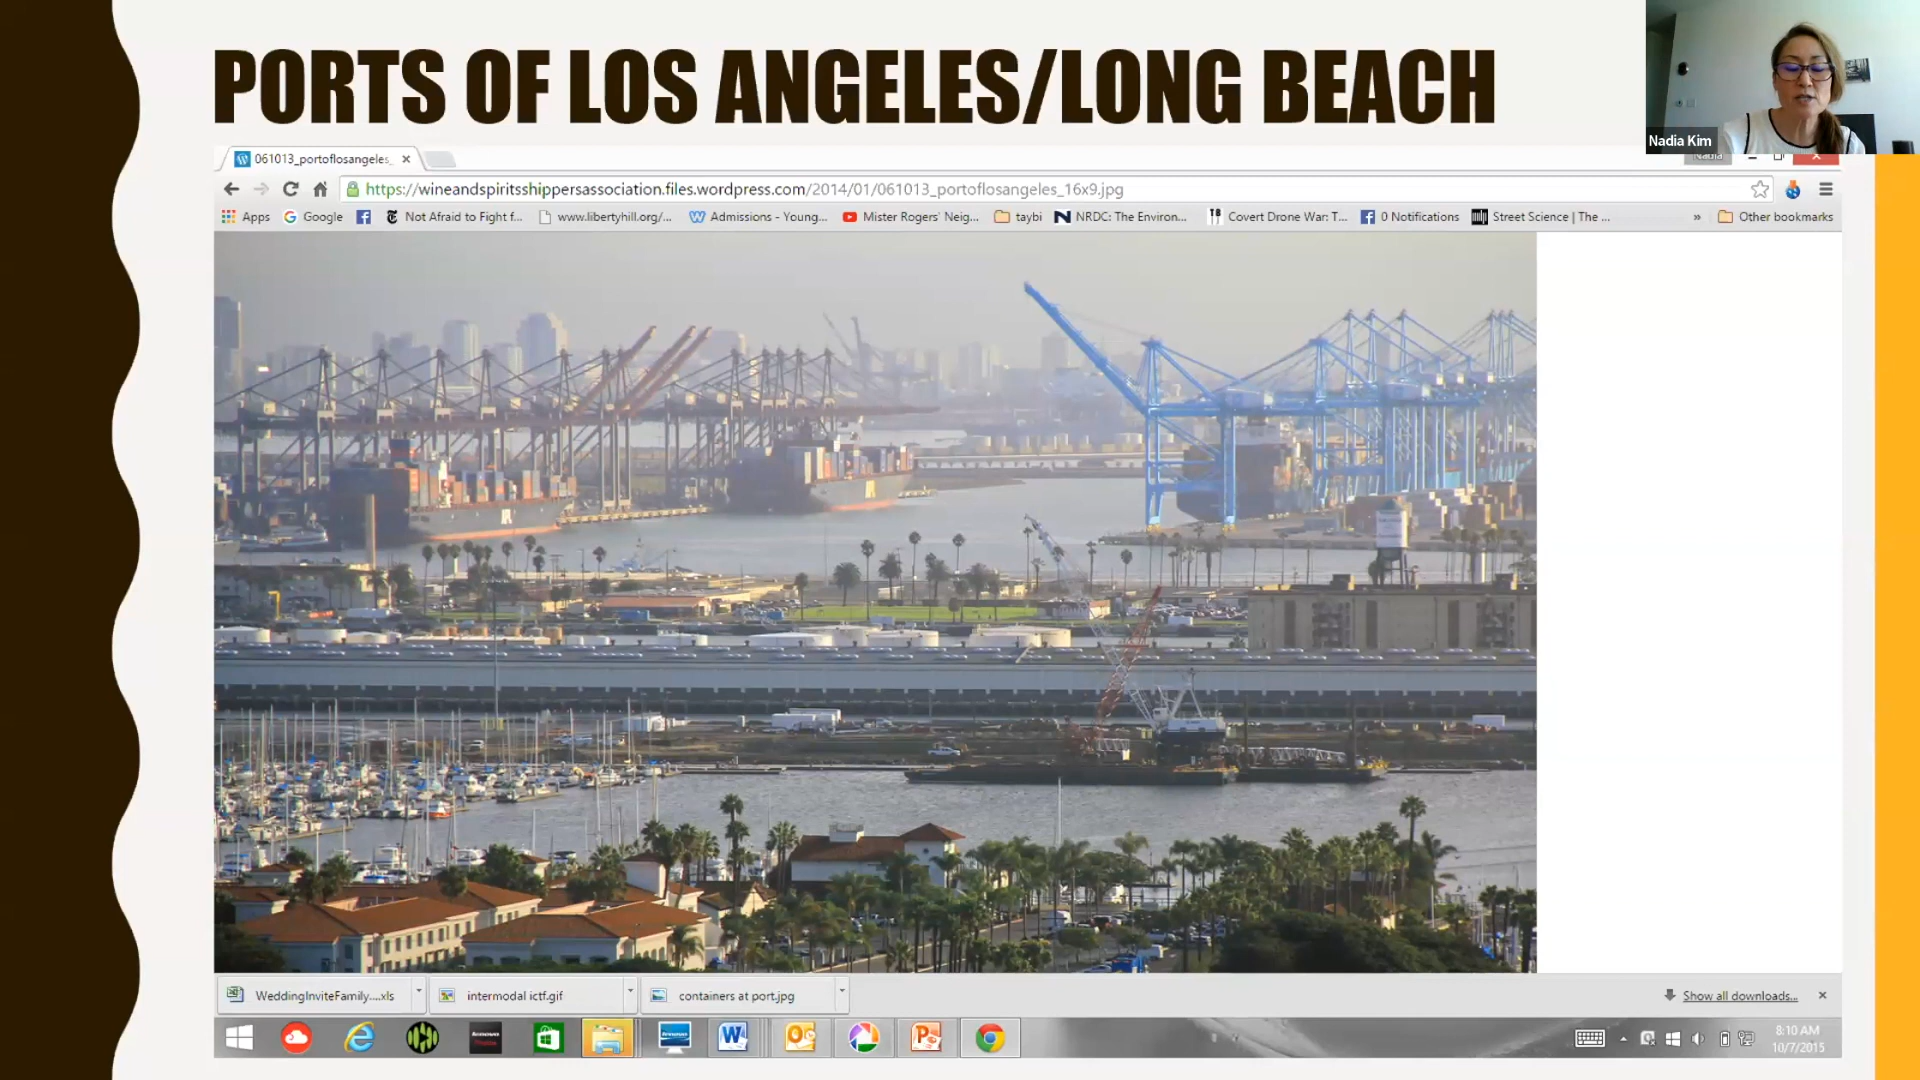 PORTS OF LOS ANGELES/LONG BEACH
Nadia Kim
061013_portoflosangeles_
Nadia
https://wineandspiritsshippersassociation.files.wordpress.com/2014/01/061013_portoflosangeles_16x9.jpg
Apps Google Not Afraid to Fight f... www.libertyhill.org/... Admissions - Young... Mister Rogers' Neig... taybi NRDC: The Environ... Covert Drone War: T... 0 Notifications Street Science | The ... » Other bookmarks
WeddingInviteFamily....xls intermodal ictf.gif containers at port.jpg Show all downloads...
8:10 AM
10/7/2015